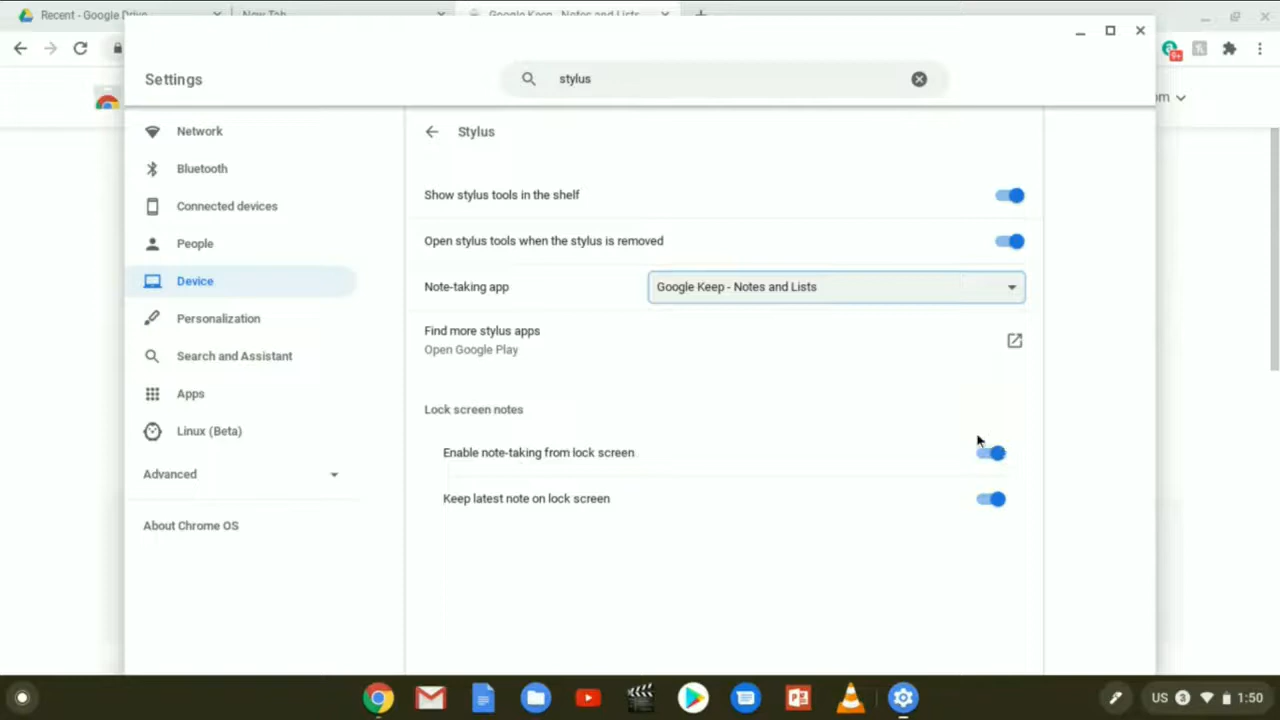 Recent - Google Drive
New Tab
Google Keep - Notes and Lists
Settings
stylus
9+
om
Network
Bluetooth
Connected devices
People
Device
Personalization
Search and Assistant
Apps
Linux (Beta)
Advanced
About Chrome OS
Stylus
Show stylus tools in the shelf
Open stylus tools when the stylus is removed
Note-taking app
Google Keep - Notes and Lists
Find more stylus apps
Open Google Play
Lock screen notes
Enable note-taking from lock screen
Keep latest note on lock screen
US 3 1:50